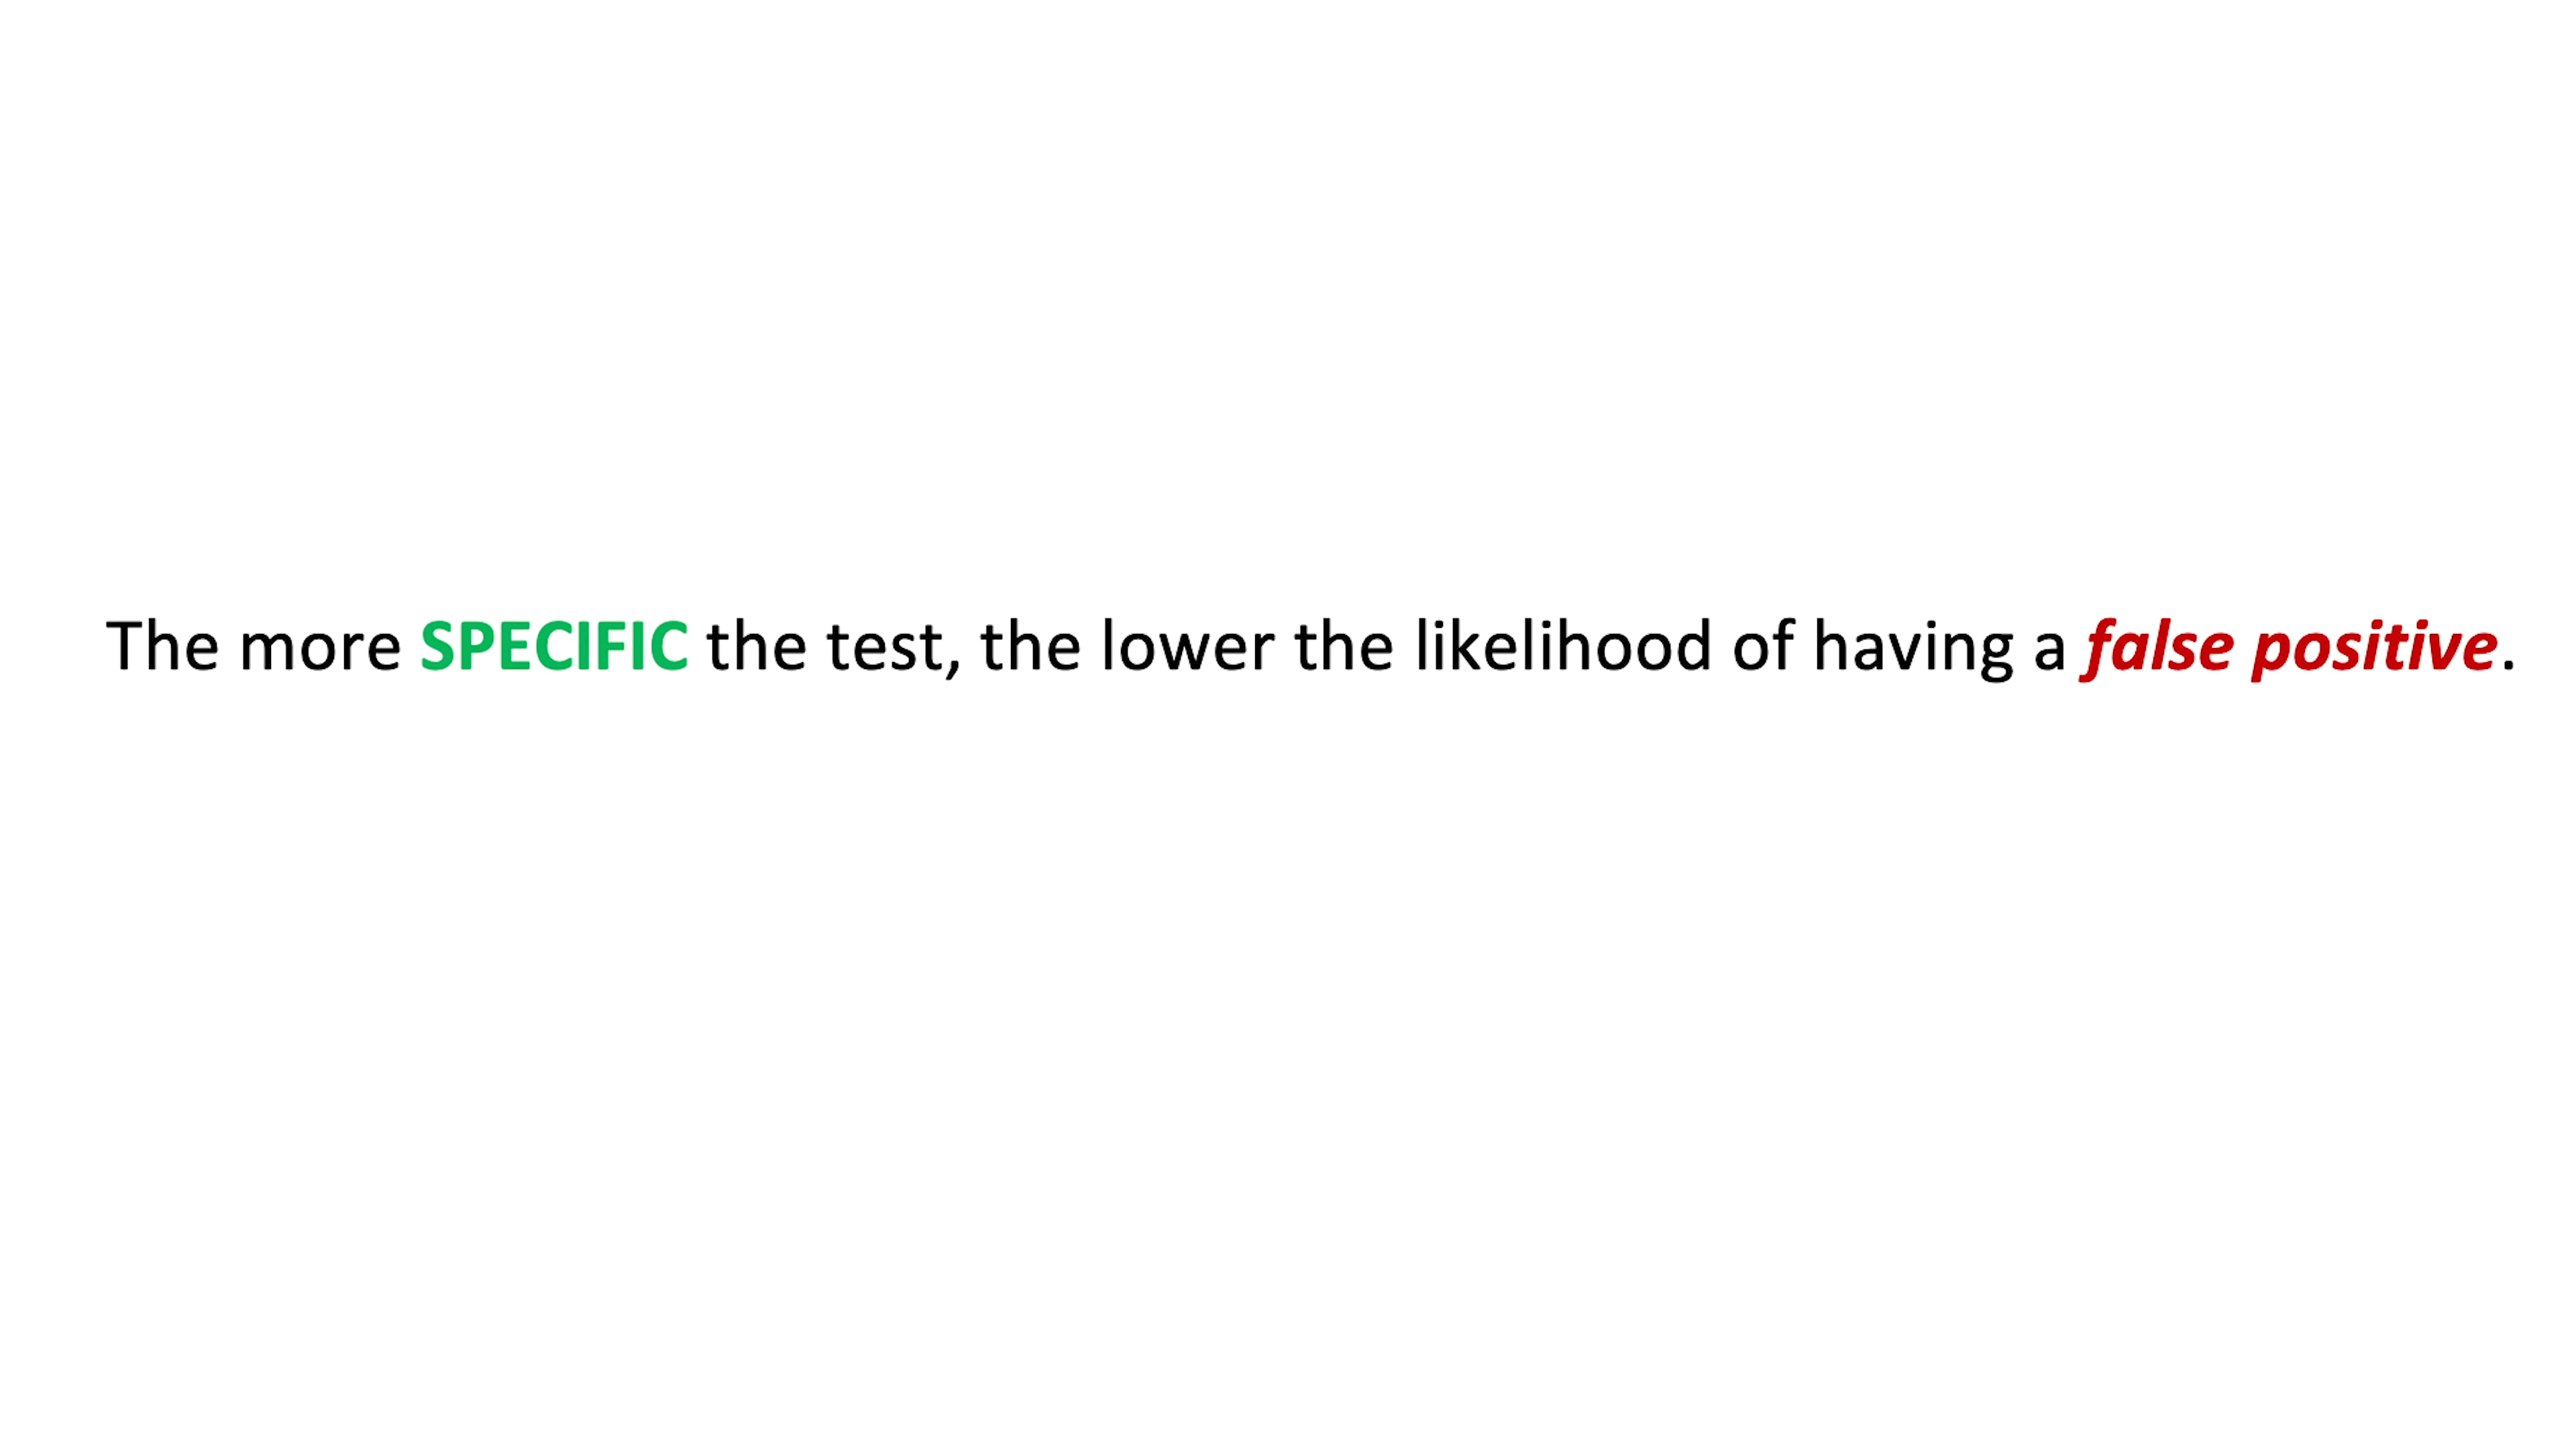 The more SPECIFIC the test, the lower the likelihood of having a false positive.